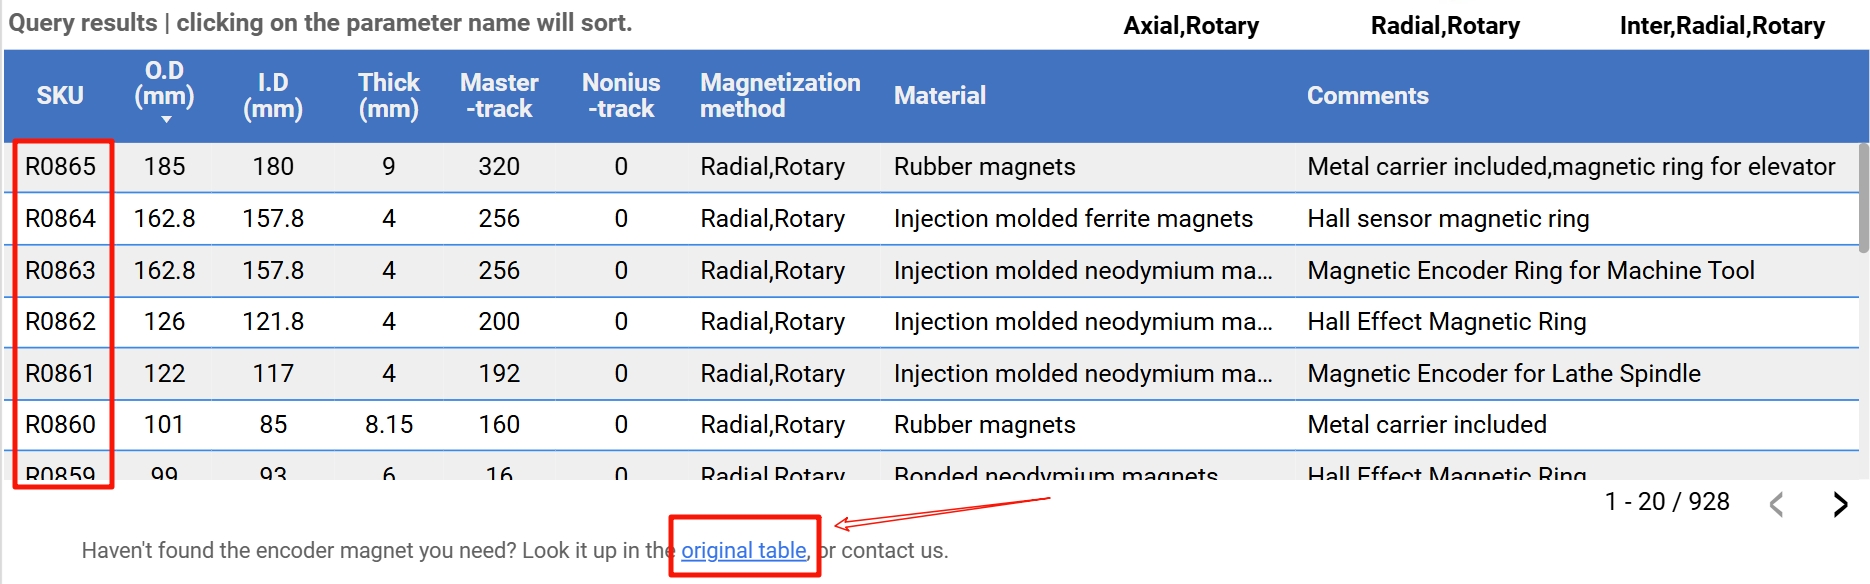 Query results | clicking on the parameter name will sort.
Axial,Rotary Radial,Rotary Inter,Radial,Rotary
SKU O.D (mm) I.D (mm) Thick (mm) Master -track Nonius -track Magnetization method Material Comments
R0865 185 180 9 320 0 Radial,Rotary Rubber magnets Metal carrier included,magnetic ring for elevator
R0864 162.8 157.8 4 256 0 Radial,Rotary Injection molded ferrite magnets Hall sensor magnetic ring
R0863 162.8 157.8 4 256 0 Radial,Rotary Injection molded neodymium ma... Magnetic Encoder Ring for Machine Tool
R0862 126 121.8 4 200 0 Radial,Rotary Injection molded neodymium ma... Hall Effect Magnetic Ring
R0861 122 117 4 192 0 Radial,Rotary Injection molded neodymium ma... Magnetic Encoder for Lathe Spindle
R0860 101 85 8.15 160 0 Radial,Rotary Rubber magnets Metal carrier included
R0859 99 93 6 16 0 Radial,Rotary Bonded neodymium magnets Hall Effect Magnetic Ring
1 - 20 / 928
Haven't found the encoder magnet you need? Look it up in the original table, or contact us.